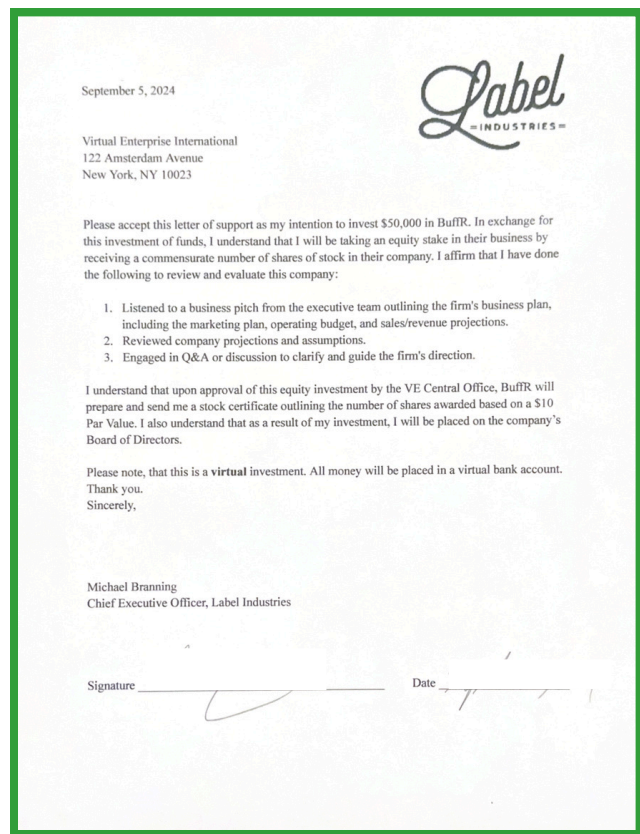 Label
INDUSTRIES
September 5, 2024
Virtual Enterprise International
122 Amsterdam Avenue
New York, NY 10023
Please accept this letter of support as my intention to invest $50,000 in BuffR. In exchange for
this investment of funds, I understand that I will be taking an equity stake in their business by
receiving a commensurate number of shares of stock in their company. I affirm that I have done
the following to review and evaluate this company:
1. Listened to a business pitch from the executive team outlining the firm's business plan,
including the marketing plan, operating budget, and sales/revenue projections.
2. Reviewed company projections and assumptions.
3. Engaged in Q&A or discussion to clarify and guide the firm's direction.
I understand that upon approval of this equity investment by the VE Central Office, BuffR will
prepare and send me a stock certificate outlining the number of shares awarded based on a $10
Par Value. I also understand that as a result of my investment, I will be placed on the company's
Board of Directors.
Please note, that this is a virtual investment. All money will be placed in a virtual bank account.
Thank you.
Sincerely,
Michael Branning
Chief Executive Officer, Label Industries
Signature
Date